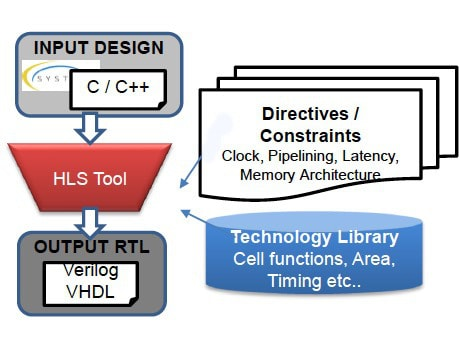 INPUT DESIGN
SYST
C / C++
HLS Tool
OUTPUT RTL
Verilog
VHDL
Directives /
Constraints
Clock, Pipelining, Latency,
Memory Architecture
Technology Library
Cell functions, Area,
Timing etc..